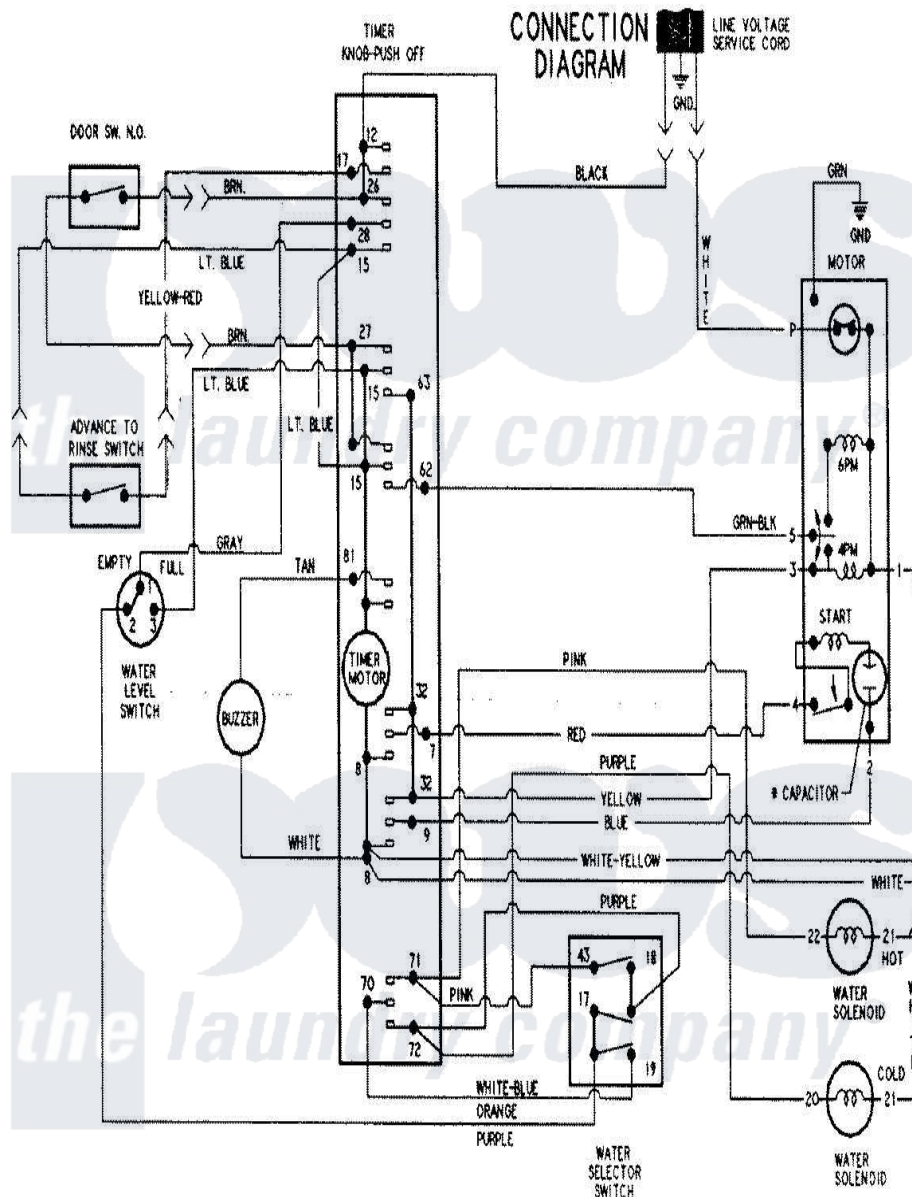 CONNECTION
DIAGRAM
LINE VOLTAGE
SERVICE CORD
GND.
TIMER
KNOB-PUSH OFF
DOOR SW. N.O.
12
17
BRN.
26
BLACK
GRN
GND
28
LT. BLUE
15
WHITE
MOTOR
YELLOW-RED
P
BRN.
27
LT. BLUE
15
63
LT. BLUE
ADVANCE TO
RINSE SWITCH
the laundry company®
6PM
15
62
GRN-BLK
5
GRAY
EMPTY
FULL
TAN
81
3
4PM
1
1
2
3
START
WATER
LEVEL
SWITCH
TIMER
MOTOR
PINK
BUZZER
32
4
RED
7
8
PURPLE
2
32
* CAPACITOR
YELLOW
BLUE
9
WHITE
WHITE-YELLOW
8
WHITE
PURPLE
22
21
HOT
43
18
71
70
PINK
17
WATER
SOLENOID
the laundry company
72
19
COLD
WHITE-BLUE
20
21
ORANGE
PURPLE
WATER
SELECTOR
SWITCH
WATER
SOLENOID